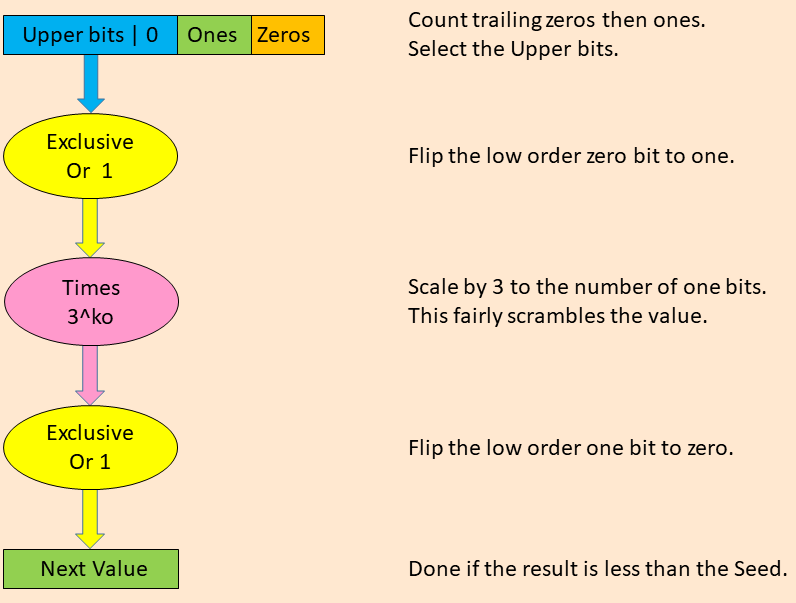 Upper bits | 0 Ones Zeros
Count trailing zeros then ones.
Select the Upper bits.
Exclusive
Or 1
Flip the low order zero bit to one.
Times
3^ko
Scale by 3 to the number of one bits.
This fairly scrambles the value.
Exclusive
Or 1
Flip the low order one bit to zero.
Next Value
Done if the result is less than the Seed.